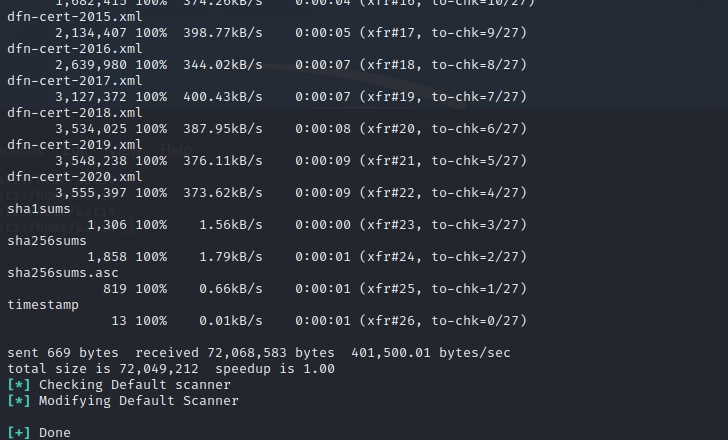 1,682,415 100%  374.26kB/s    0:00:04 (xfr#16, to-chk=10/27)
dfn-cert-2015.xml
      2,134,407 100%  398.77kB/s    0:00:05 (xfr#17, to-chk=9/27)
dfn-cert-2016.xml
      2,639,980 100%  344.02kB/s    0:00:07 (xfr#18, to-chk=8/27)
dfn-cert-2017.xml
      3,127,372 100%  400.43kB/s    0:00:07 (xfr#19, to-chk=7/27)
dfn-cert-2018.xml
      3,534,025 100%  387.95kB/s    0:00:08 (xfr#20, to-chk=6/27)
dfn-cert-2019.xml
      3,548,238 100%  376.11kB/s    0:00:09 (xfr#21, to-chk=5/27)
dfn-cert-2020.xml
      3,555,397 100%  373.62kB/s    0:00:09 (xfr#22, to-chk=4/27)
sha1sums
          1,306 100%    1.56kB/s    0:00:00 (xfr#23, to-chk=3/27)
sha256sums
          1,858 100%    1.79kB/s    0:00:01 (xfr#24, to-chk=2/27)
sha256sums.asc
            819 100%    0.66kB/s    0:00:01 (xfr#25, to-chk=1/27)
timestamp
             13 100%    0.01kB/s    0:00:01 (xfr#26, to-chk=0/27)
sent 669 bytes  received 72,068,583 bytes  401,500.01 bytes/sec
total size is 72,049,212  speedup is 1.00
[*] Checking Default scanner
[*] Modifying Default Scanner
[+] Done